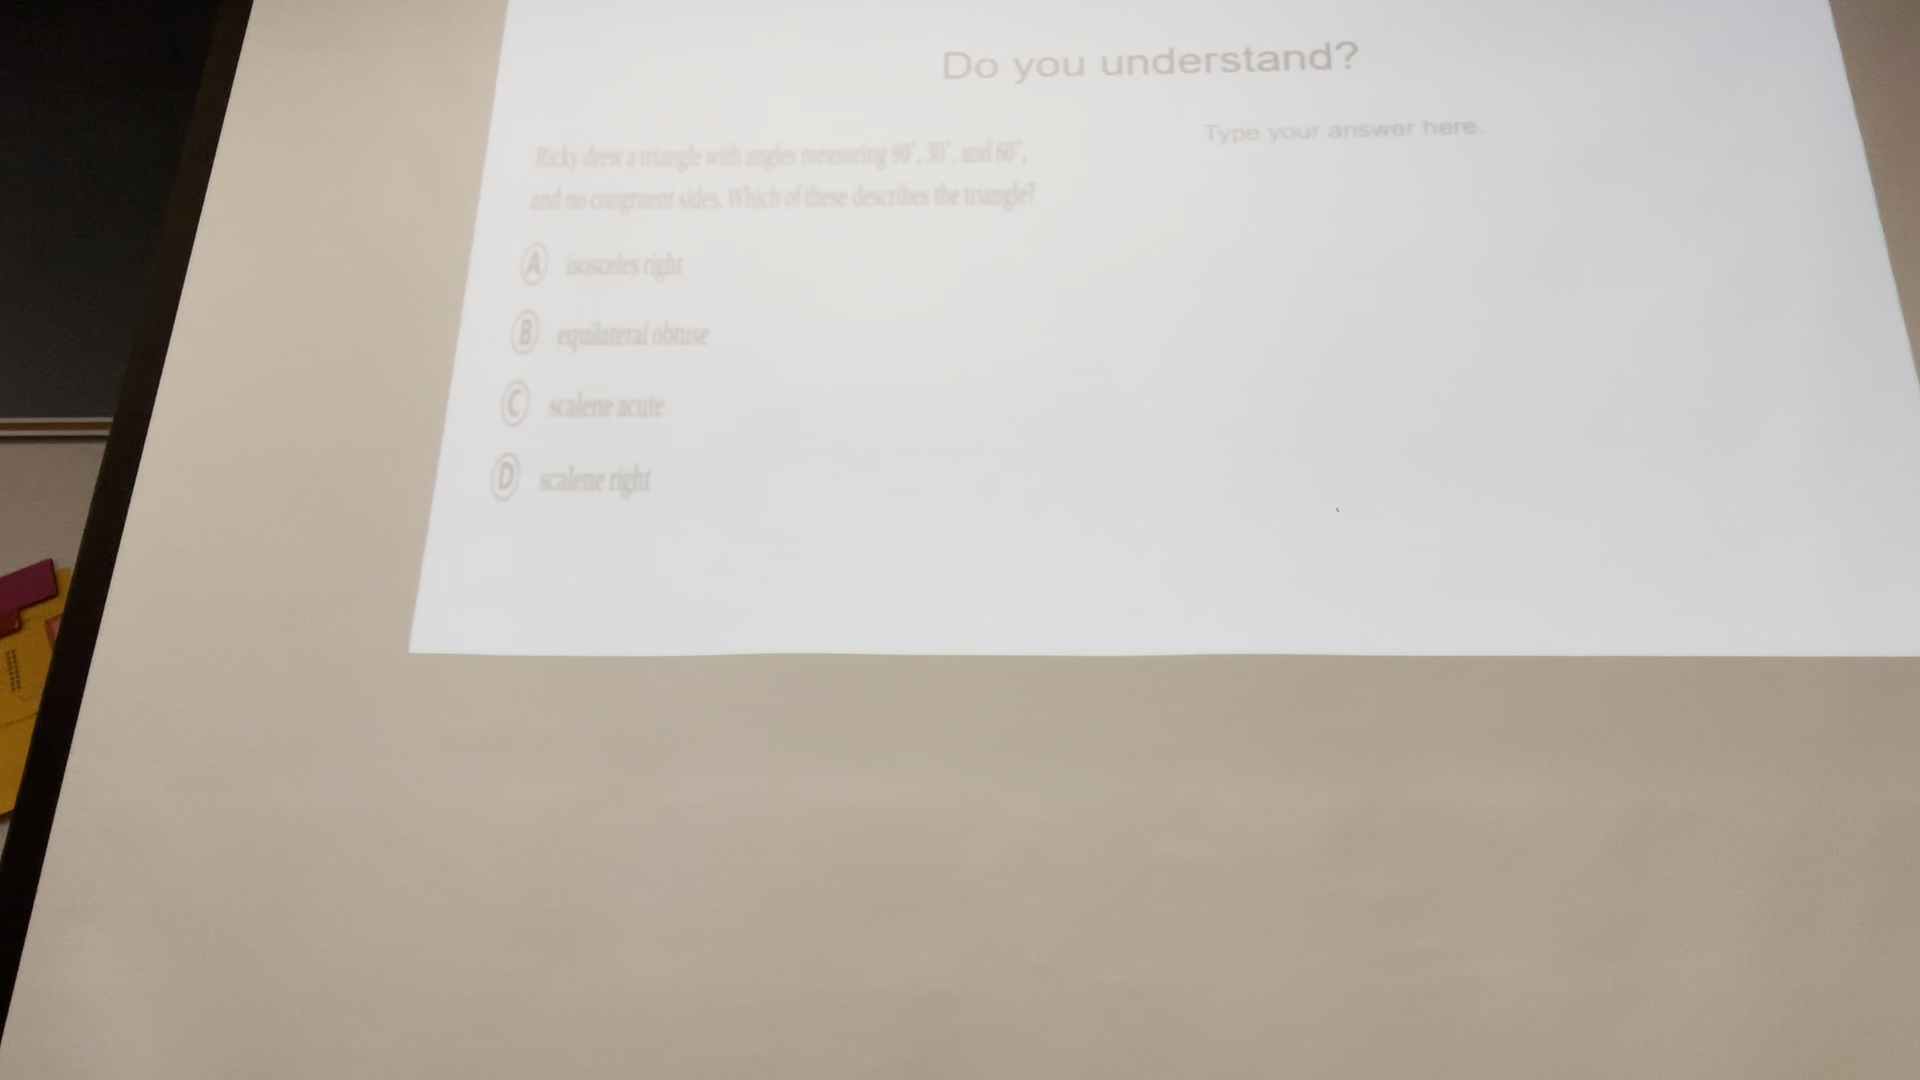 Do you understand?
Type your answer here.
Ricky drew a triangle with angles measuring 90°, 30°, and 60°,
and no congruent sides. Which of these describes the triangle?
A isosceles right
B equilateral obtuse
C scalene acute
D scalene right